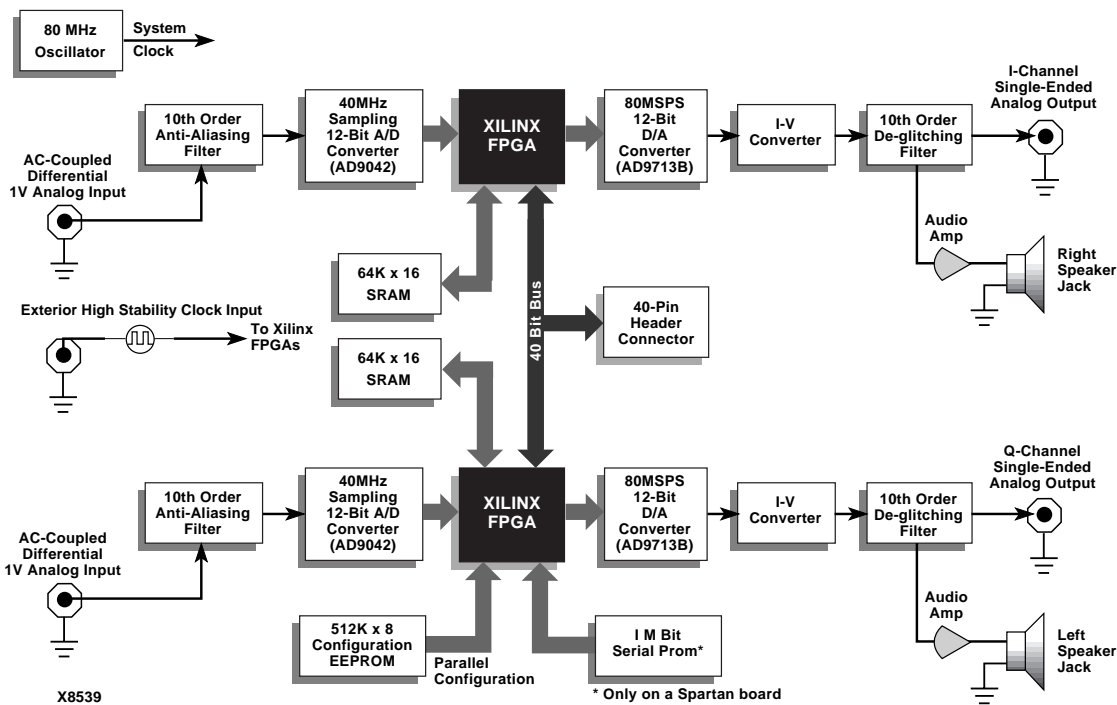 80 MHz
Oscillator
System
Clock
I-Channel
Single-Ended
Analog Output
10th Order
Anti-Aliasing
Filter
40MHz
Sampling
12-Bit A/D
Converter
(AD9042)
XILINX
FPGA
80MSPS
12-Bit
D/A
Converter
(AD9713B)
I-V
Converter
10th Order
De-glitching
Filter
AC-Coupled
Differential
1V Analog Input
Audio
Amp
Right
Speaker
Jack
64K x 16
SRAM
40 Bit Bus
40-Pin
Header
Connector
Exterior High Stability Clock Input
To Xilinx
FPGAs
64K x 16
SRAM
Q-Channel
Single-Ended
Analog Output
10th Order
Anti-Aliasing
Filter
40MHz
Sampling
12-Bit A/D
Converter
(AD9042)
XILINX
FPGA
80MSPS
12-Bit
D/A
Converter
(AD9713B)
I-V
Converter
10th Order
De-glitching
Filter
AC-Coupled
Differential
1V Analog Input
Audio
Amp
Left
Speaker
Jack
512K x 8
Configuration
EEPROM
Parallel
Configuration
I M Bit
Serial Prom*
* Only on a Spartan board
X8539